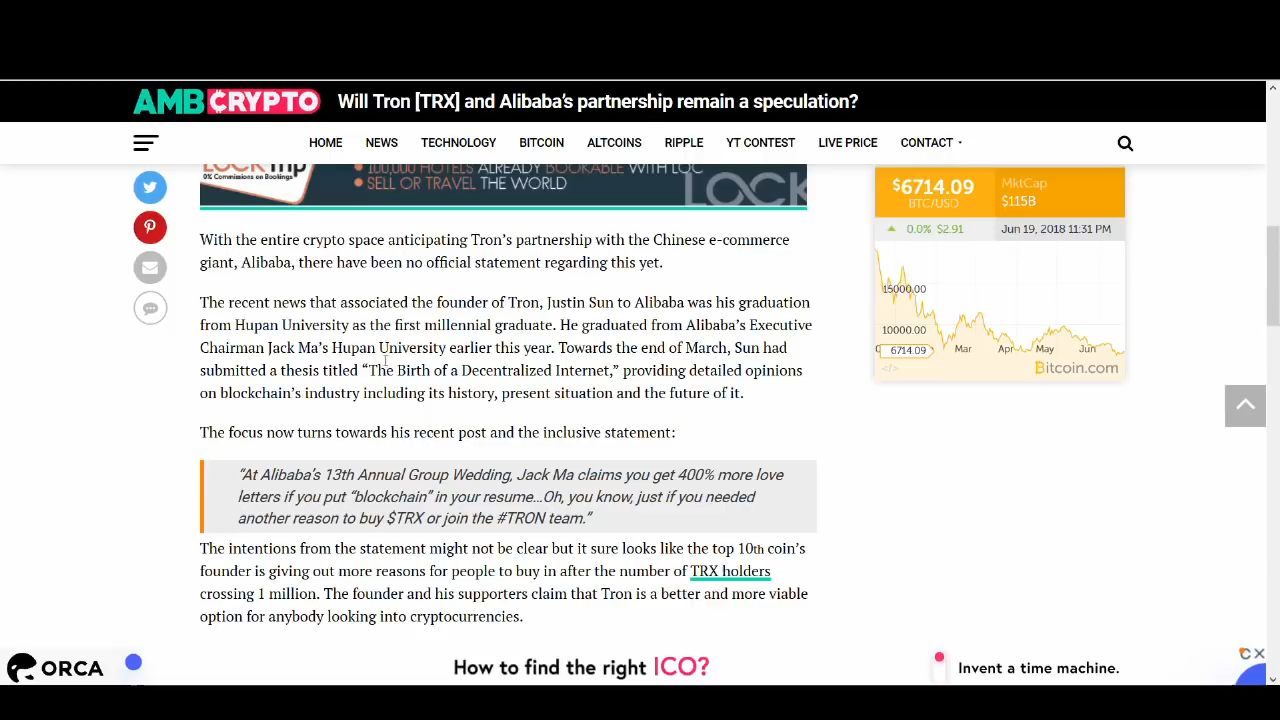 AMBCRYPTO Will Tron [TRX] and Alibaba's partnership remain a speculation?
HOME NEWS TECHNOLOGY BITCOIN ALTCOINS RIPPLE YT CONTEST LIVE PRICE CONTACT
0% Commissions on Bookings
100,000 HOTELS ALREADY BOOKABLE WITH LOC
SELL OR TRAVEL THE WORLD
LOCK
With the entire crypto space anticipating Tron's partnership with the Chinese e-commerce
giant, Alibaba, there have been no official statement regarding this yet.
The recent news that associated the founder of Tron, Justin Sun to Alibaba was his graduation
from Hupan University as the first millennial graduate. He graduated from Alibaba's Executive
Chairman Jack Ma's Hupan University earlier this year. Towards the end of March, Sun had
submitted a thesis titled “The Birth of a Decentralized Internet,” providing detailed opinions
on blockchain's industry including its history, present situation and the future of it.
The focus now turns towards his recent post and the inclusive statement:
“At Alibaba's 13th Annual Group Wedding, Jack Ma claims you get 400% more love
letters if you put “blockchain” in your resume…Oh, you know, just if you needed
another reason to buy $TRX or join the #TRON team.”
The intentions from the statement might not be clear but it sure looks like the top 10th coin's
founder is giving out more reasons for people to buy in after the number of TRX holders
crossing 1 million. The founder and his supporters claim that Tron is a better and more viable
option for anybody looking into cryptocurrencies.
$6714.09
BTC/USD
MktCap
$115B
0.0% $2.91
Jun 19, 2018 11:31 PM
15000.00
10000.00
6714.09
Mar Apr May Jun
</>
Bitcoin.com
ORCA
How to find the right ICO?
Invent a time machine.